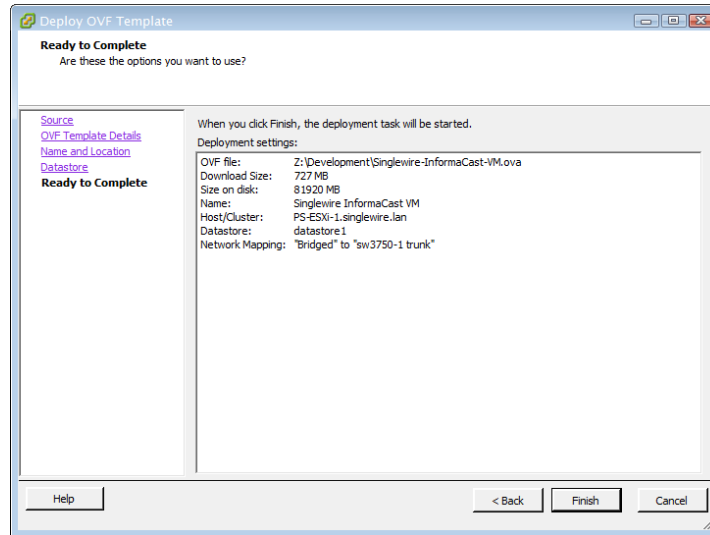 Deploy OVF Template
Ready to Complete
Are these the options you want to use?
Source
OVF Template Details
Name and Location
Datastore
Ready to Complete
When you click Finish, the deployment task will be started.
Deployment settings:
OVF file: Z:\Development\Singlewire-InformaCast-VM.ova
Download Size: 727 MB
Size on disk: 81920 MB
Name: Singlewire InformaCast VM
Host/Cluster: PS-ESXi-1.singlewire.lan
Datastore: datastore1
Network Mapping: "Bridged" to "sw3750-1 trunk"
Help
< Back
Finish
Cancel